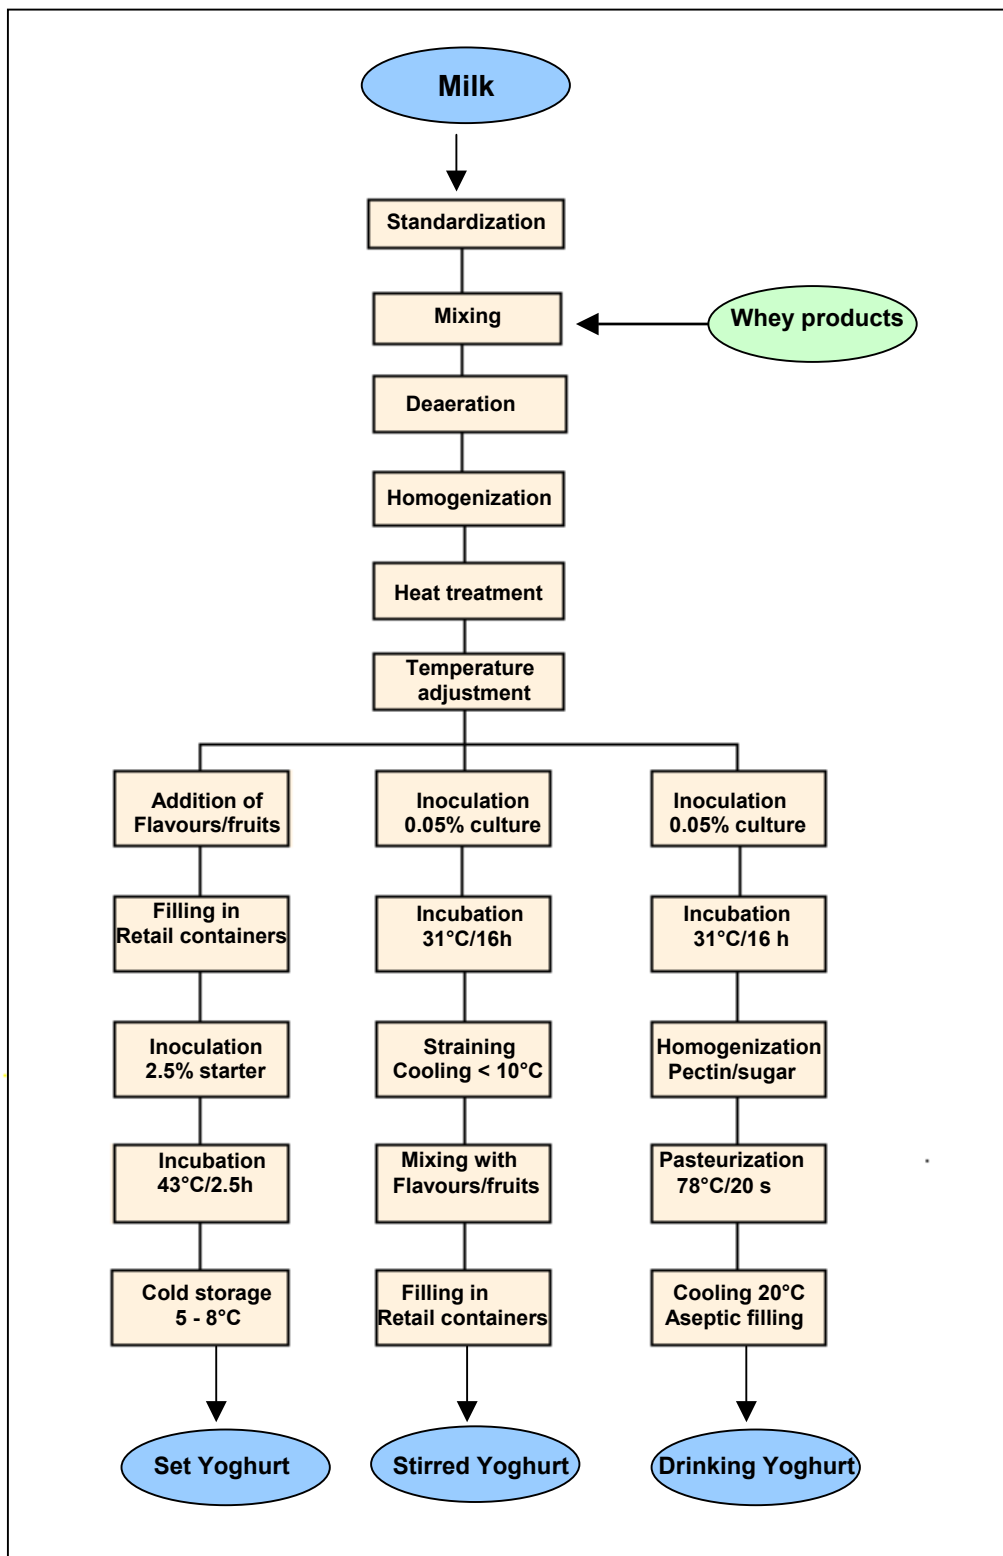 Milk
Standardization
Mixing
Whey products
Deaeration
Homogenization
Heat treatment
Temperature
adjustment
Addition of
Flavours/fruits
Filling in
Retail containers
Inoculation
2.5% starter
Incubation
43°C/2.5h
Cold storage
5 - 8°C
Set Yoghurt
Inoculation
0.05% culture
Incubation
31°C/16h
Straining
Cooling < 10°C
Mixing with
Flavours/fruits
Filling in
Retail containers
Stirred Yoghurt
Inoculation
0.05% culture
Incubation
31°C/16 h
Homogenization
Pectin/sugar
Pasteurization
78°C/20 s
Cooling 20°C
Aseptic filling
Drinking Yoghurt